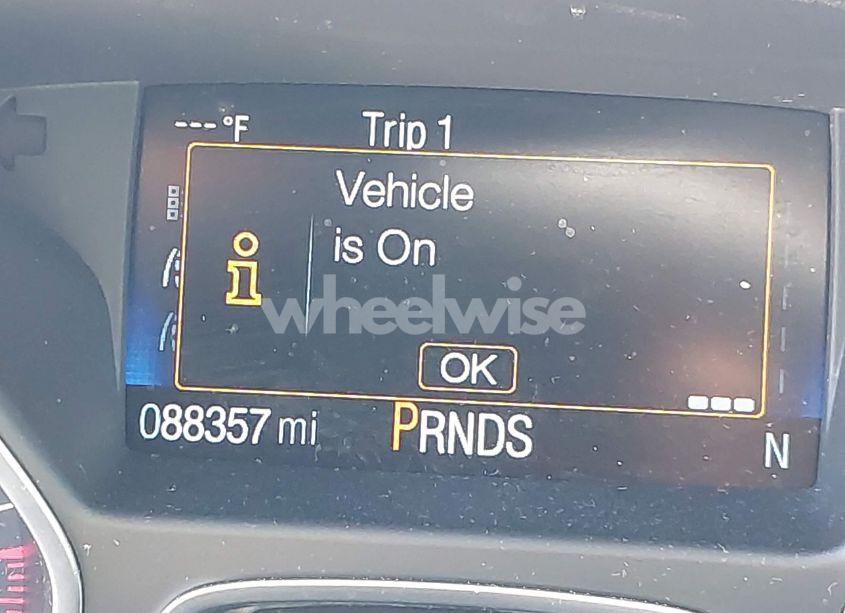 ---°F Trip 1
Vehicle
is On
i
wheelwise
OK
088357 mi PRNDS N